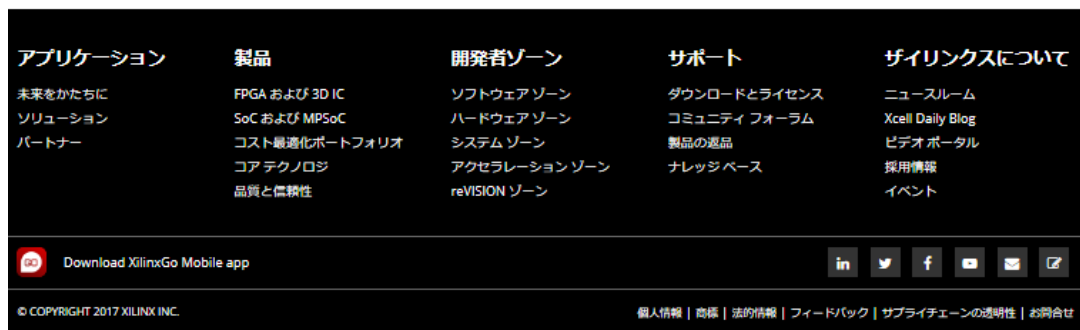 アプリケーション
未来をかたちに
ソリューション
パートナー
製品
FPGA および 3D IC
SoC および MPSoC
コスト最適化ポートフォリオ
コア テクノロジ
品質と信頼性
開発者ゾーン
ソフトウェア ゾーン
ハードウェア ゾーン
システム ゾーン
アクセラレーション ゾーン
reVISION ゾーン
サポート
ダウンロードとライセンス
コミュニティ フォーラム
製品の返品
ナレッジ ベース
ザイリンクスについて
ニュースルーム
Xcell Daily Blog
ビデオ ポータル
採用情報
イベント
GO Download XilinxGo Mobile app
© COPYRIGHT 2017 XILINX INC.
個人情報 | 商標 | 法的情報 | フィードバック | サプライチェーンの透明性 | お問合せ